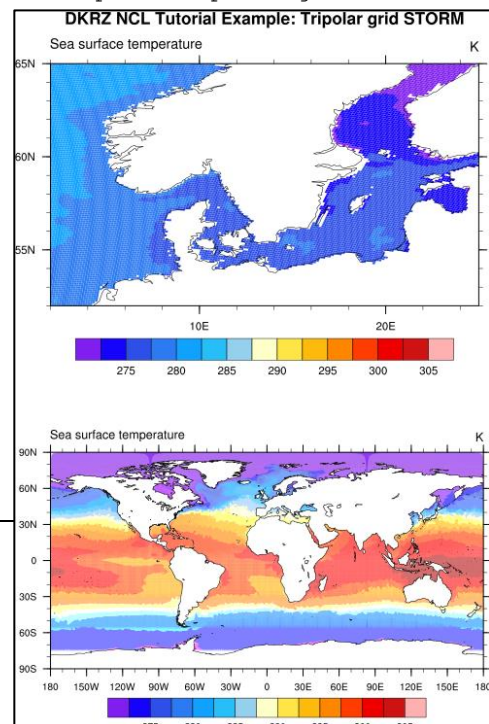 DKRZ NCL Tutorial Example: Tripolar grid STORM
Sea surface temperature K
65N
60N
55N
10E 20E
275 280 285 290 295 300 305
Sea surface temperature K
90N
60N
30N
0
30S
60S
90S
180 150W 120W 90W 60W 30W 0 30E 60E 90E 120E 150E 180